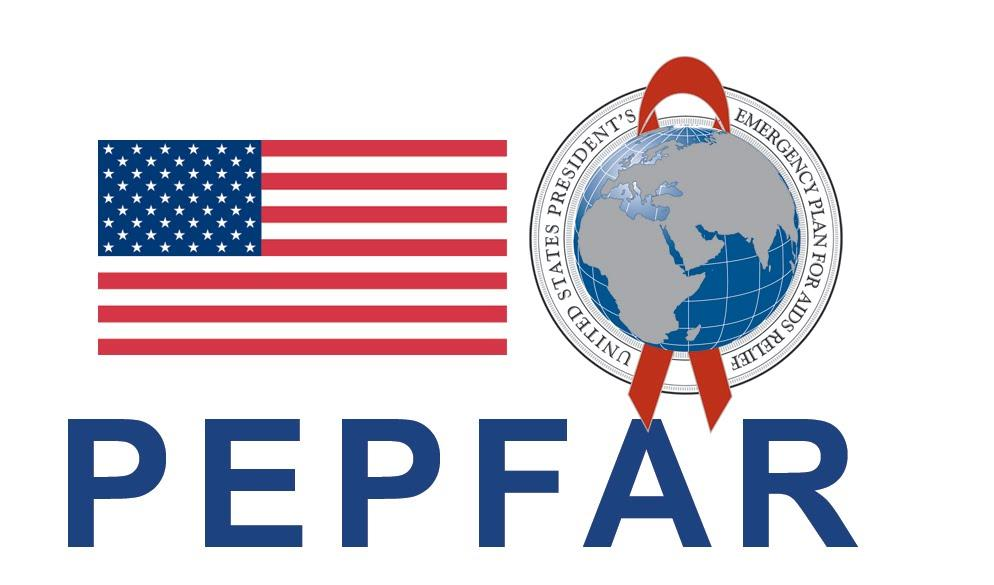 UNITED STATES PRESIDENT'S EMERGENCY PLAN FOR AIDS RELIEF
PEPFAR